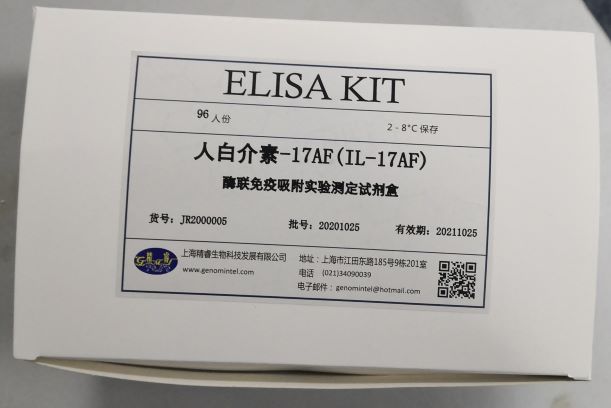 ELISA KIT
96 人份
2-8°C 保存
人白介素-17AF(IL-17AF)
酶联免疫吸附实验测定试剂盒
货号: JR2000005 批号: 20201025 有效期: 20211025
上海精睿生物科技发展有限公司
www.genomintel.com
地址: 上海市江田东路185号9栋201室
电话 (021)34090039
电子邮件: genomintel@hotmail.com